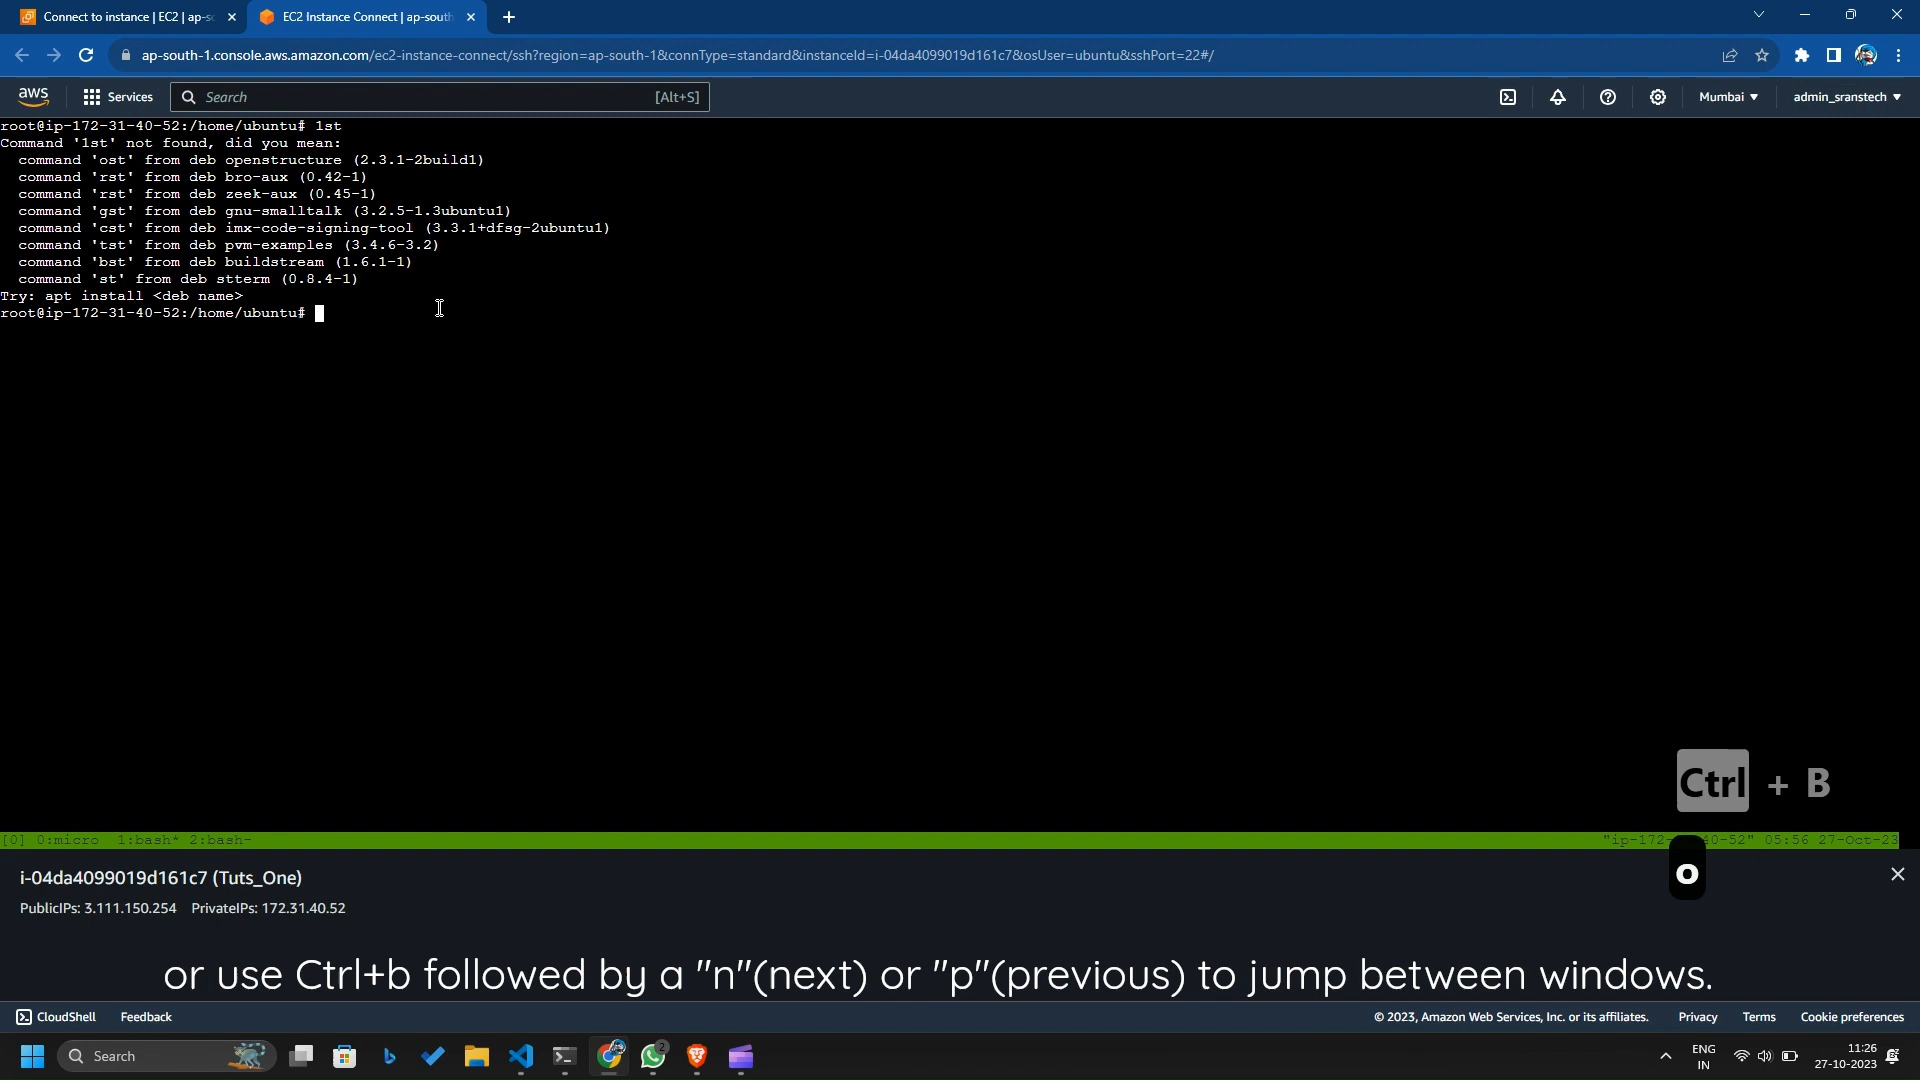 Connect to instance | EC2 | ap-s
EC2 Instance Connect | ap-south
ap-south-1.console.aws.amazon.com/ec2-instance-connect/ssh?region=ap-south-1&connType=standard&instanceId=i-04da4099019d161c7&osUser=ubuntu&sshPort=22#/
aws
Services
Search
[Alt+S]
Mumbai
admin_sranstech
root@ip-172-31-40-52:/home/ubuntu# 1st
Command '1st' not found, did you mean:
command 'ost' from deb openstructure (2.3.1-2build1)
command 'rst' from deb bro-aux (0.42-1)
command 'rst' from deb zeek-aux (0.45-1)
command 'gst' from deb gnu-smalltalk (3.2.5-1.3ubuntu1)
command 'cst' from deb imx-code-signing-tool (3.3.1+dfsg-2ubuntu1)
command 'tst' from deb pvm-examples (3.4.6-3.2)
command 'bst' from deb buildstream (1.6.1-1)
command 'st' from deb stterm (0.8.4-1)
Try: apt install <deb name>
root@ip-172-31-40-52:/home/ubuntu#
Ctrl + B
[0] 0:micro 1:bash* 2:bash-
"ip-172- 40-52" 05:56 27-Oct-23
o
i-04da4099019d161c7 (Tuts_One)
PublicIPs: 3.111.150.254 PrivateIPs: 172.31.40.52
or use Ctrl+b followed by a "n"(next) or "p"(previous) to jump between windows.
CloudShell
Feedback
© 2023, Amazon Web Services, Inc. or its affiliates.
Privacy
Terms
Cookie preferences
Search
2
ENG
IN
11:26
27-10-2023